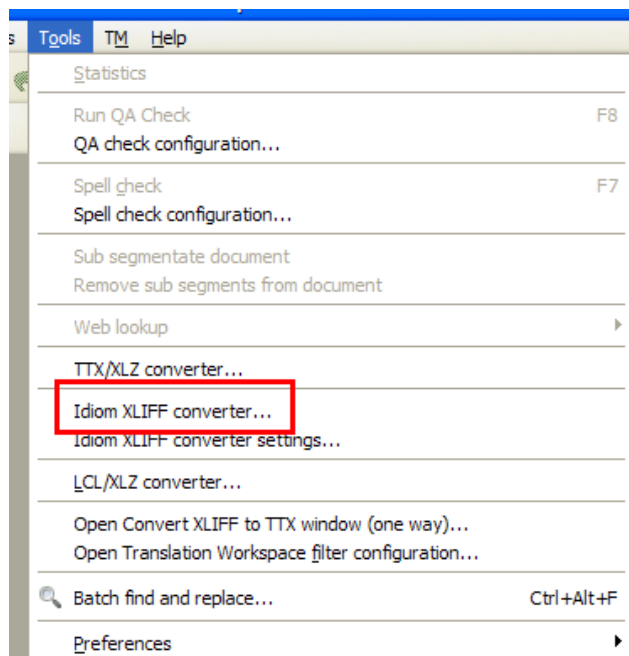 s Tools TM Help
Statistics
Run QA Check F8
QA check configuration...
Spell check F7
Spell check configuration...
Sub segmentate document
Remove sub segments from document
Web lookup
TTX/XLZ converter...
Idiom XLIFF converter...
Idiom XLIFF converter settings...
LCL/XLZ converter...
Open Convert XLIFF to TTX window (one way)...
Open Translation Workspace filter configuration...
Batch find and replace... Ctrl+Alt+F
Preferences